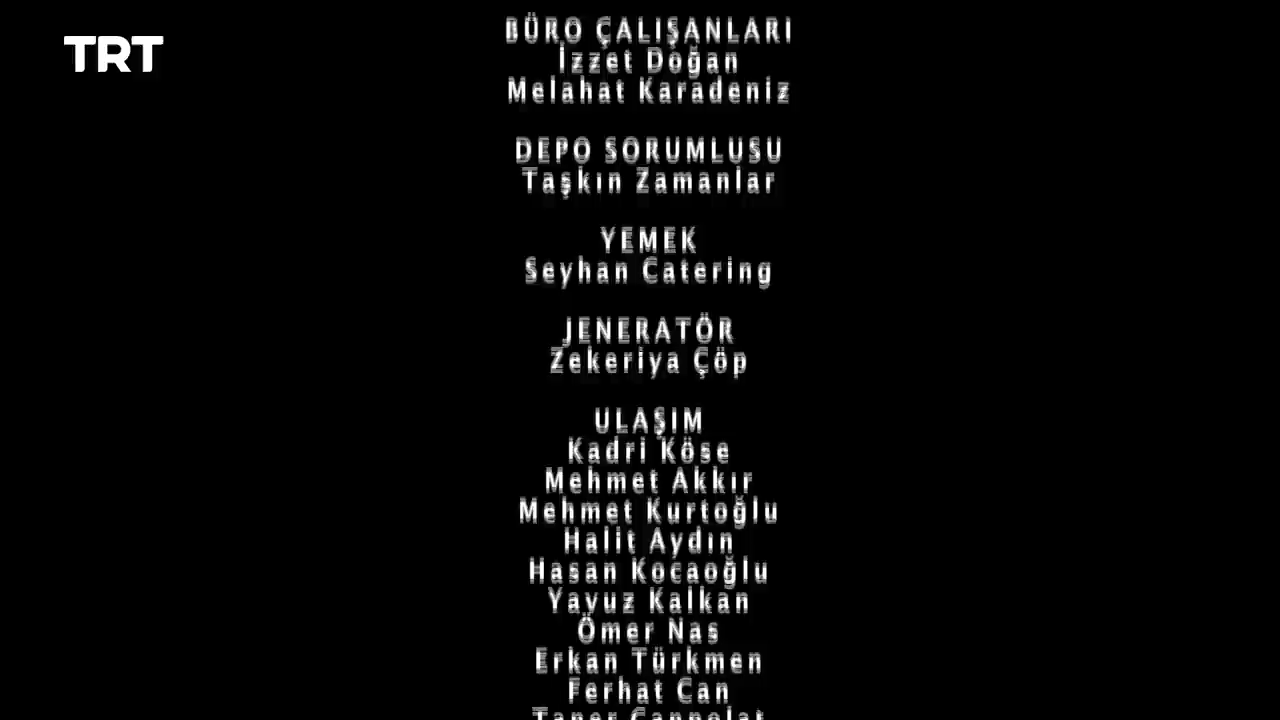 TRT
BÜRO ÇALIŞANLARI
İzzet Doğan
Melahat Karadeniz
DEPO SORUMLUSU
Taşkın Zamanlar
YEMEK
Seyhan Catering
JENERATÖR
Zekeriya Çöp
ULAŞIM
Kadri Köse
Mehmet Akkır
Mehmet Kurtoğlu
Halit Aydın
Hasan Kocaoğlu
Yavuz Kalkan
Ömer Nas
Erkan Türkmen
Ferhat Can